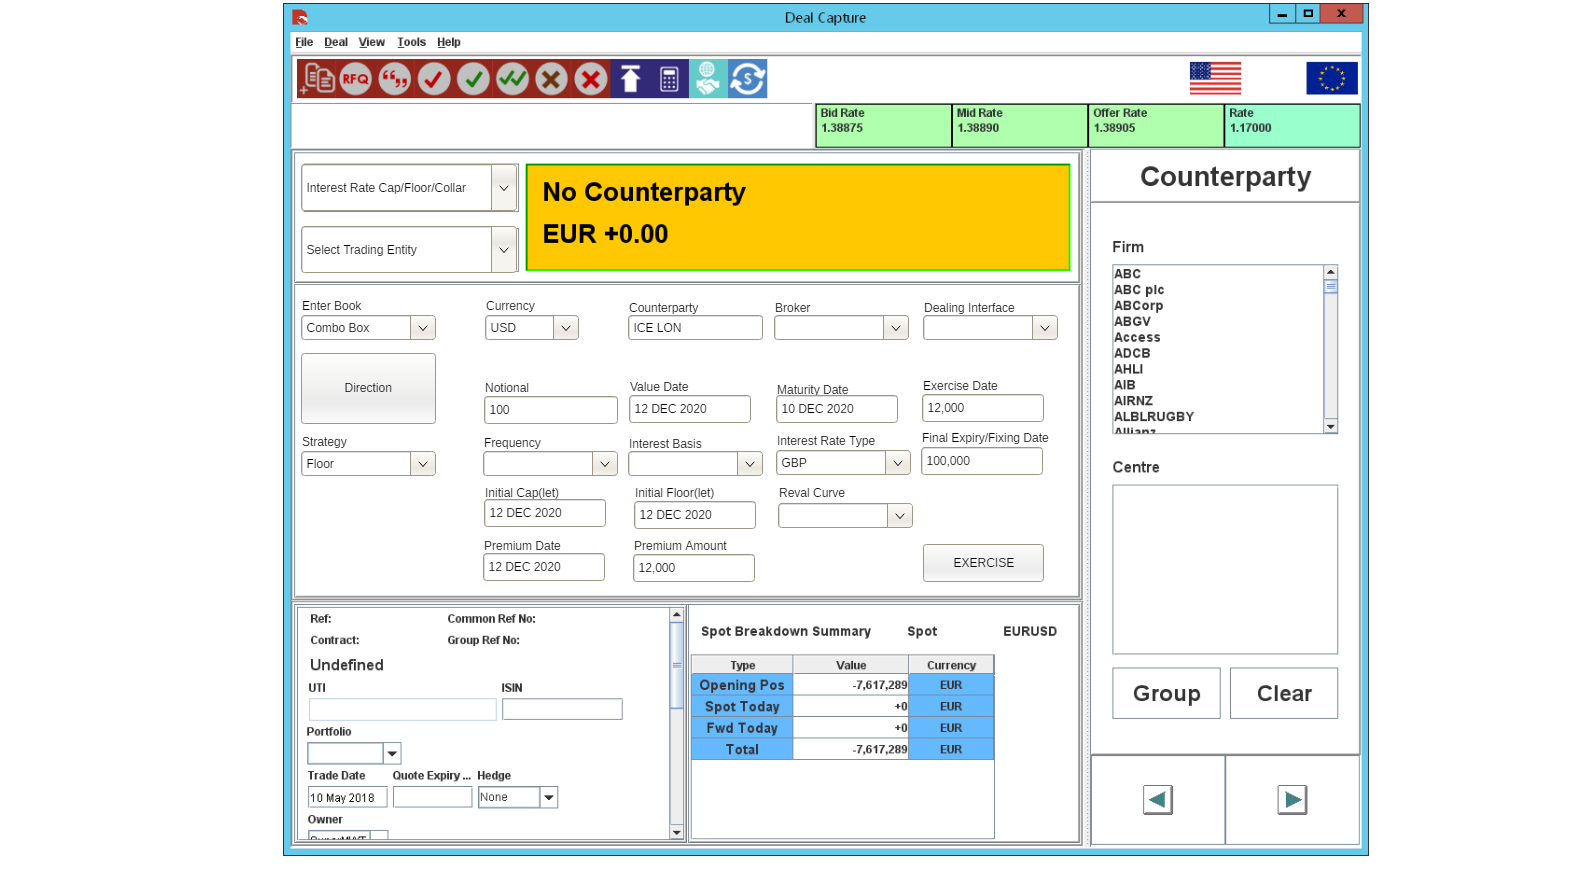 Deal Capture
File Deal View Tools Help
RFQ
Bid Rate Mid Rate Offer Rate Rate
1.38875 1.38890 1.38905 1.17000
Interest Rate Cap/Floor/Collar
Select Trading Entity
No Counterparty
EUR +0.00
Enter Book Currency Counterparty Broker Dealing Interface
Combo Box USD ICE LON
Direction
Notional Value Date Maturity Date Exercise Date
100 12 DEC 2020 10 DEC 2020 12,000
Strategy Frequency Interest Basis Interest Rate Type Final Expiry/Fixing Date
Floor GBP 100,000
Initial Cap(let) Initial Floor(let) Reval Curve
12 DEC 2020 12 DEC 2020
Premium Date Premium Amount
12 DEC 2020 12,000
EXERCISE
Ref: Common Ref No:
Contract: Group Ref No:
Undefined
UTI ISIN
Portfolio
Trade Date Quote Expiry ... Hedge
10 May 2018 None
Owner
Spot Breakdown Summary Spot EURUSD
Type Value Currency
Opening Pos -7,617,289 EUR
Spot Today +0 EUR
Fwd Today +0 EUR
Total -7,617,289 EUR
Counterparty
Firm
ABC
ABC plc
ABCorp
ABGV
Access
ADCB
AHLI
AIB
AIRNZ
ALBLRUGBY
Allianz
Centre
Group Clear